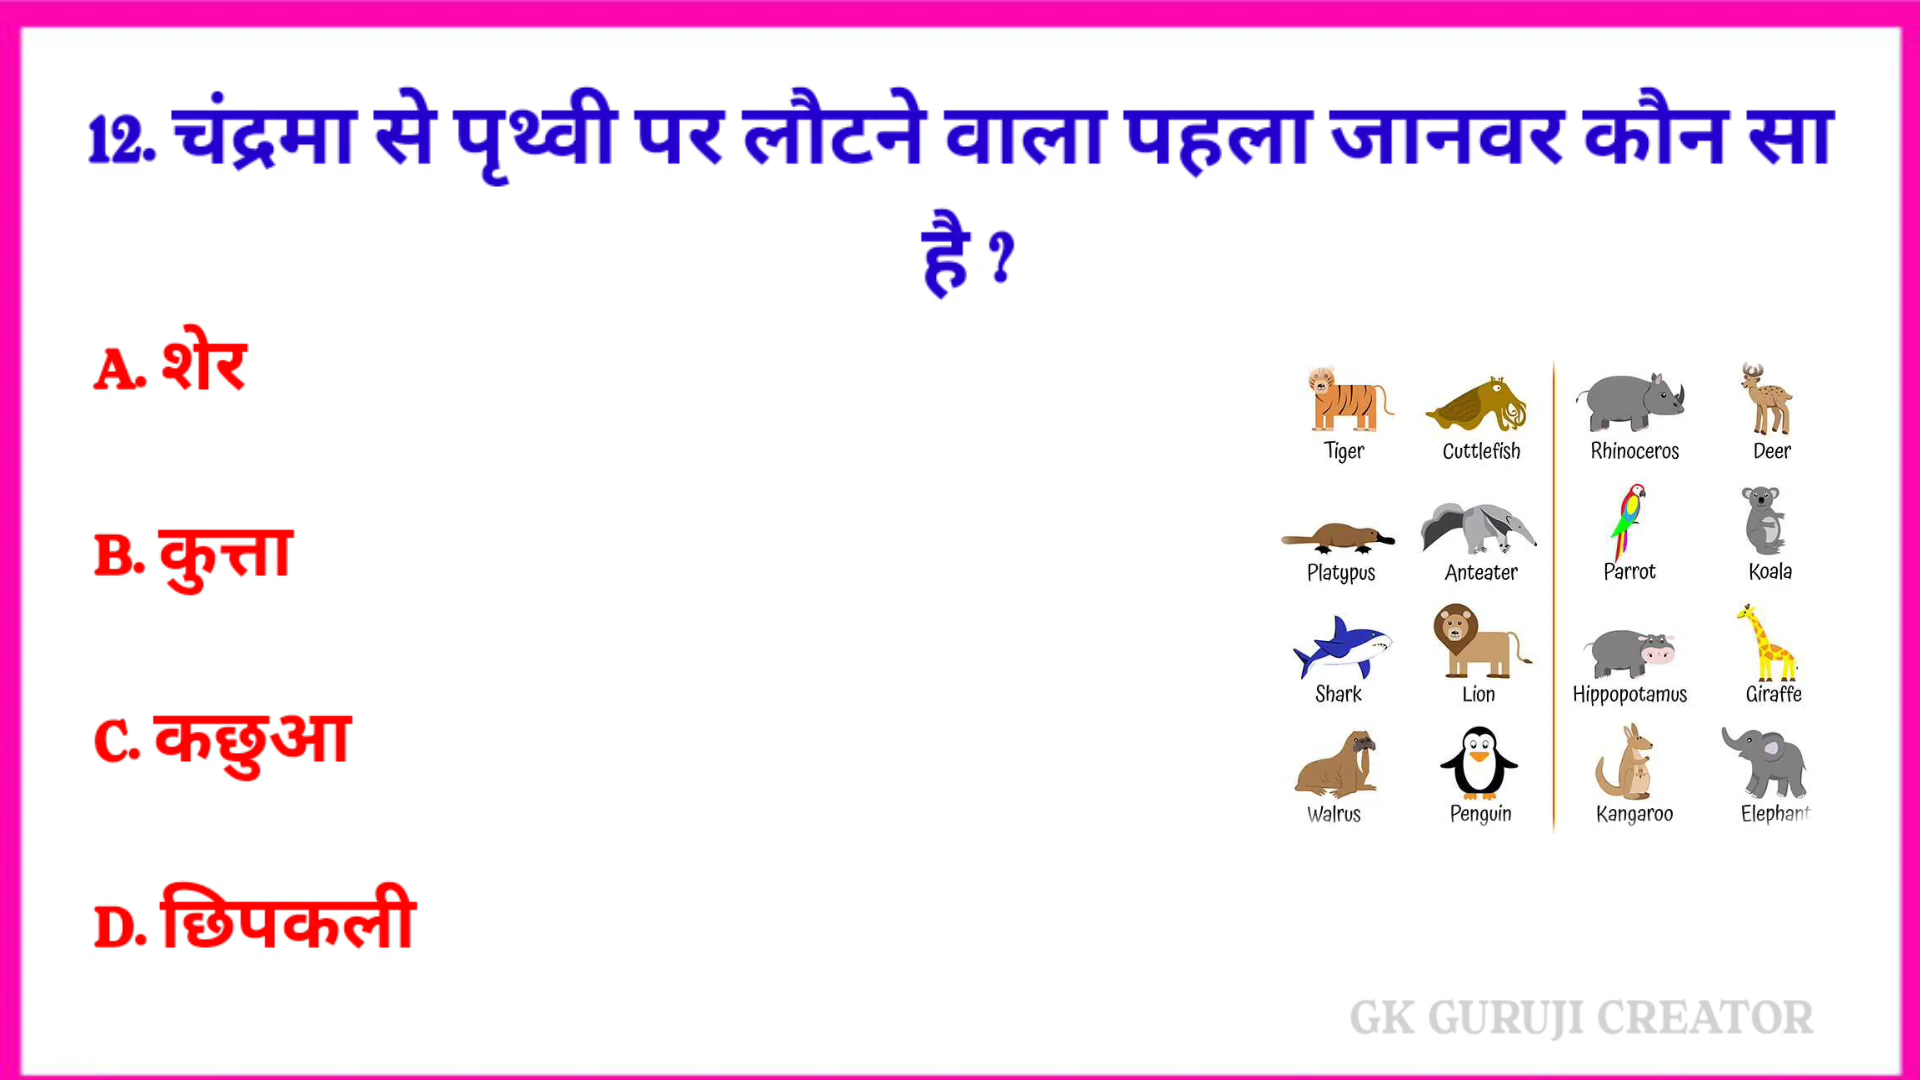 12. चंद्रमा से पृथ्वी पर लौटने वाला पहला जानवर कौन सा
है ?
A. शेर
B. कुत्ता
C. कछुआ
D. छिपकली
Tiger Cuttlefish Rhinoceros Deer
Platypus Anteater Parrot Koala
Shark Lion Hippopotamus Giraffe
Walrus Penguin Kangaroo Elephant
GK GURUJI CREATOR